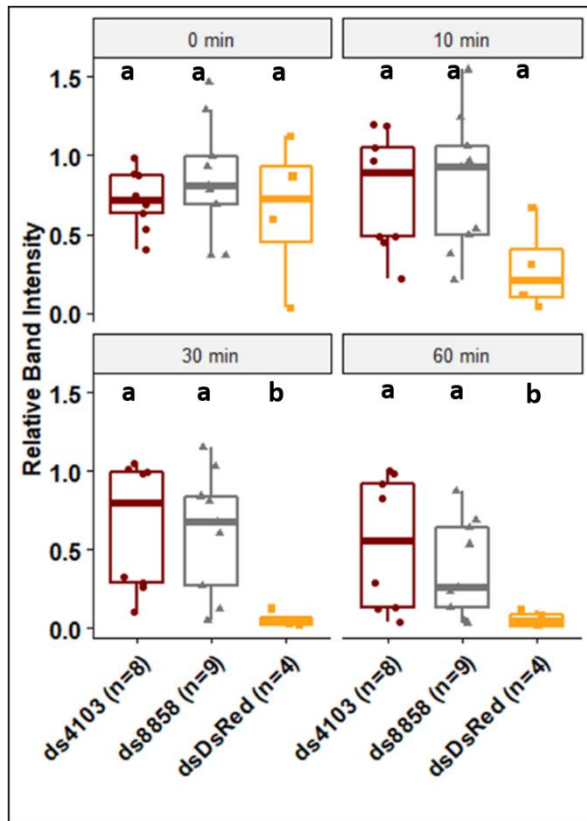 0 min
10 min
a a a
a a a
1.5
1.0
0.5
0.0
30 min
60 min
a a b
a a b
1.5
1.0
0.5
0.0
Relative Band Intensity
ds4103 (n=8)
ds8858 (n=9)
dsDsRed (n=4)
ds4103 (n=8)
ds8858 (n=9)
dsDsRed (n=4)